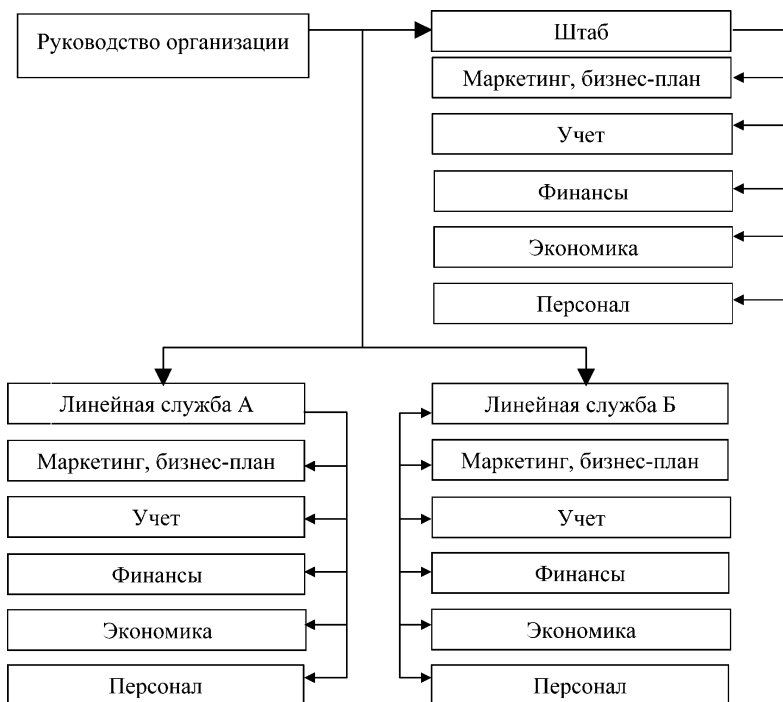 Руководство организации
Штаб
Маркетинг, бизнес-план
Учет
Финансы
Экономика
Персонал
Линейная служба А
Маркетинг, бизнес-план
Учет
Финансы
Экономика
Персонал
Линейная служба Б
Маркетинг, бизнес-план
Учет
Финансы
Экономика
Персонал